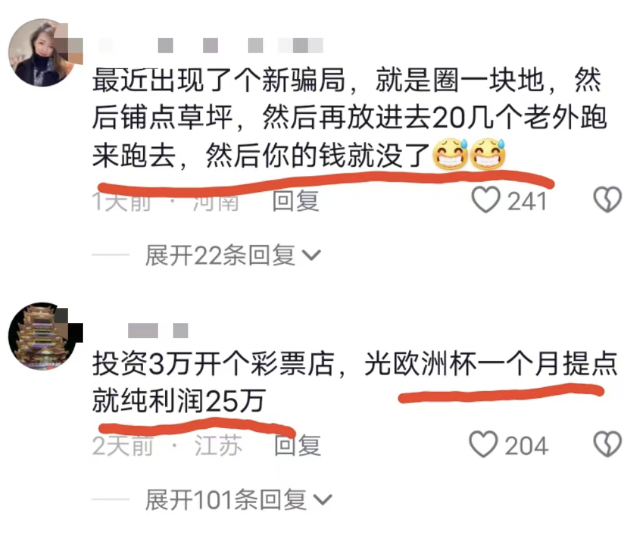 最近出现了个新骗局，就是圈一块地，然
后铺点草坪，然后再放进去20几个老外跑
来跑去，然后你的钱就没了😅😅
1天前 · 河南 回复 241
展开22条回复
投资3万开个彩票店，光欧洲杯一个月提点
就纯利润25万
2天前 · 江苏 回复 204
展开101条回复